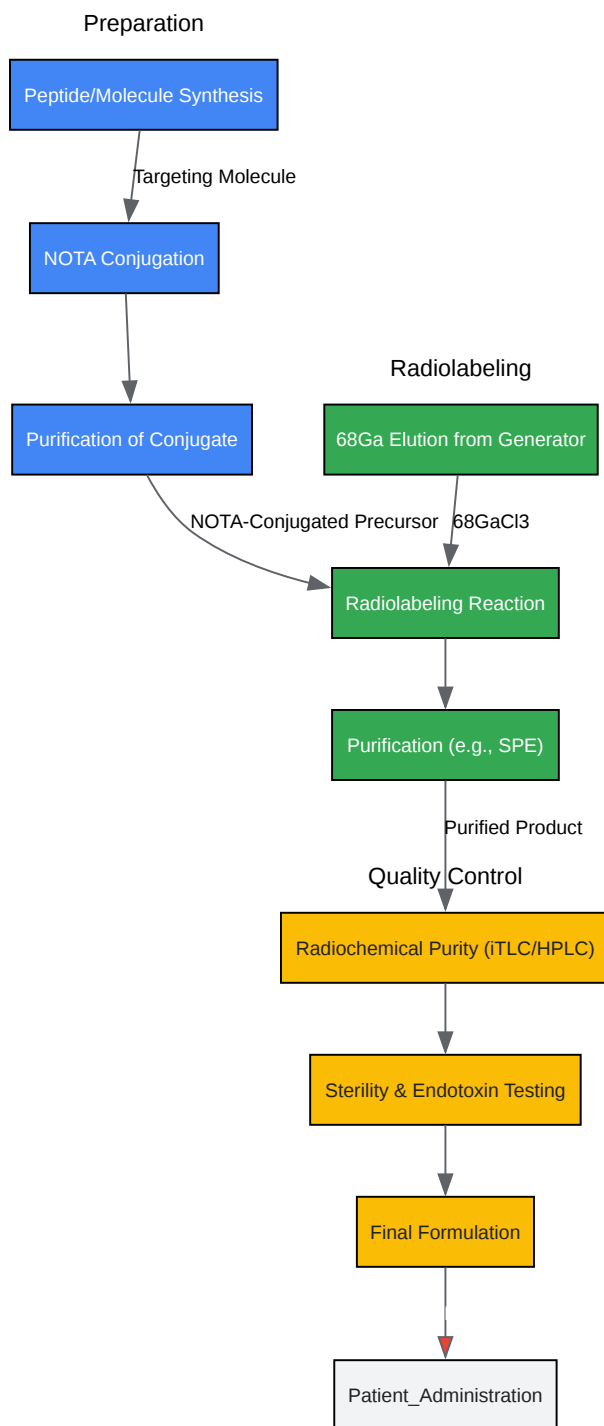 Preparation
Peptide/Molecule Synthesis
Targeting Molecule
NOTA Conjugation
Radiolabeling
Purification of Conjugate
68Ga Elution from Generator
NOTA-Conjugated Precursor
68GaCl3
Radiolabeling Reaction
Purification (e.g., SPE)
Purified Product
Quality Control
Radiochemical Purity (iTLC/HPLC)
Sterility & Endotoxin Testing
Final Formulation
Patient_Administration